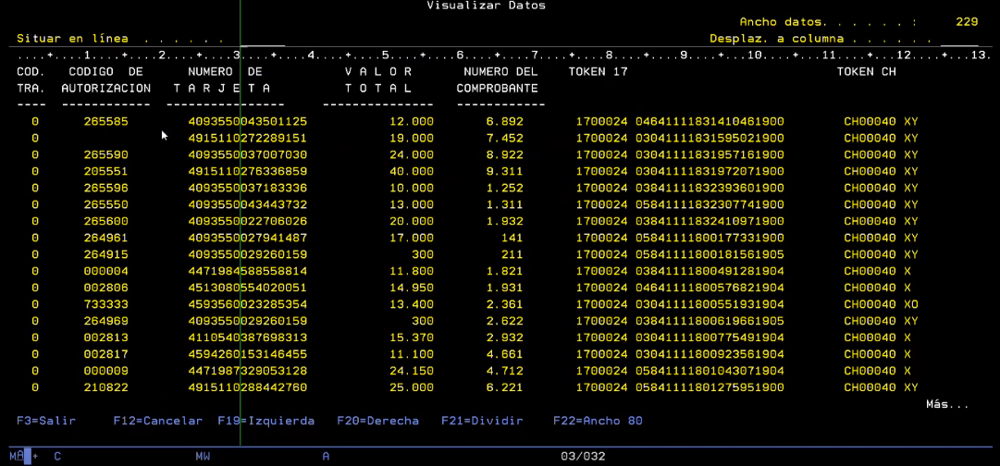 Visualizar Datos
Ancho datos. . . . . . : 229
Situar en línea . . . . . . Desplaz. a columna . . . . . .
....+....1....+....2....+....3....+....4....+....5....+....6....+....7....+....8....+....9....+...10....+...11....+...12....+...13.
COD. CODIGO DE NUMERO DE V A L O R NUMERO DEL TOKEN 17 TOKEN CH
TRA. AUTORIZACION T A R J E T A T O T A L COMPROBANTE
---- ------------ ---------------- --------------- ------------
0 265585 4093550043501125 12.000 6.892 1700024 04641111831410461900 CH00040 XY
0 4915110272289151 19.000 7.452 1700024 03041111831595021900 CH00040 XY
0 265590 4093550037007030 24.000 8.922 1700024 03841111831957161900 CH00040 XY
0 205551 4915110276336859 40.000 9.311 1700024 03041111831972071900 CH00040 XY
0 265596 4093550037183336 10.000 1.252 1700024 03841111832393601900 CH00040 XY
0 265550 4093550043443732 13.000 1.311 1700024 05841111832307741900 CH00040 XY
0 265600 4093550022706026 20.000 1.932 1700024 03841111832410971900 CH00040 XY
0 264961 4093550027941487 17.000 141 1700024 03841111800177331900 CH00040 XY
0 264915 4093550029260159 300 211 1700024 05841111800181561905 CH00040 XY
0 000004 4471984588558814 11.800 1.821 1700024 03841111800491281904 CH00040 X
0 002806 4513080554020051 14.950 1.931 1700024 04641111800576821904 CH00040 X
0 733333 4593560023285354 13.400 2.361 1700024 03041111800551931904 CH00040 XO
0 264969 4093550029260159 300 2.622 1700024 03841111800619661905 CH00040 XY
0 002813 4110540387698313 15.370 2.932 1700024 03041111800775491904 CH00040 X
0 002817 4594260153146455 11.100 4.661 1700024 03041111800923561904 CH00040 X
0 000009 4471987329053128 24.150 4.712 1700024 05841111801043071904 CH00040 X
0 210822 4915110288442760 25.000 6.221 1700024 05841111801275951901 CH00040 XY
Más...
F3=Salir F12=Cancelar F19=Izquierda F20=Derecha F21=Dividir F22=Ancho 80
MA + C MW A 03/032